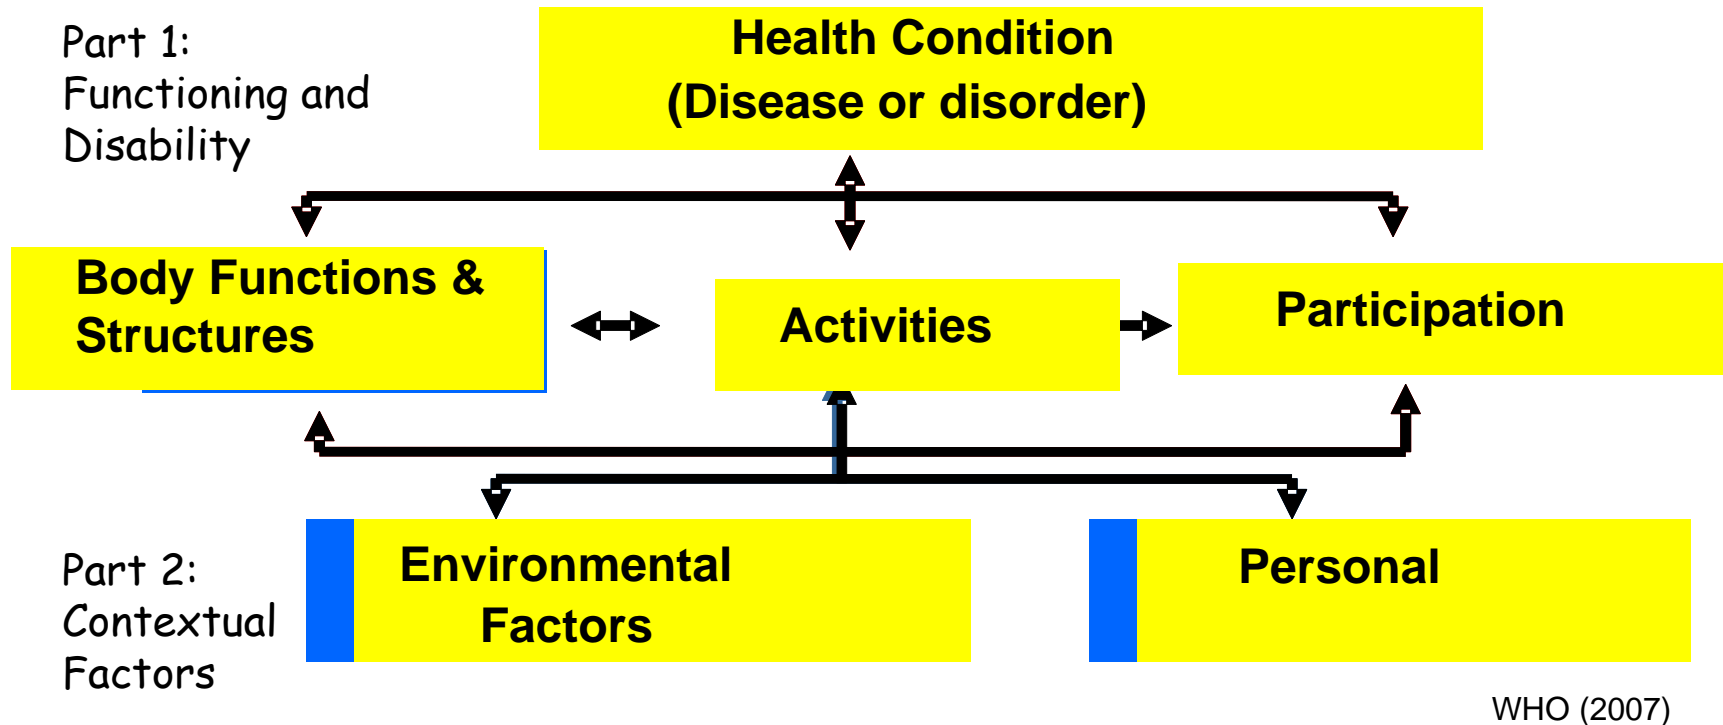 Part 1:
Functioning and
Disability
Health Condition
(Disease or disorder)
Body Functions &
Structures
Activities
Participation
Part 2:
Contextual
Factors
Environmental
Factors
Personal
WHO (2007)